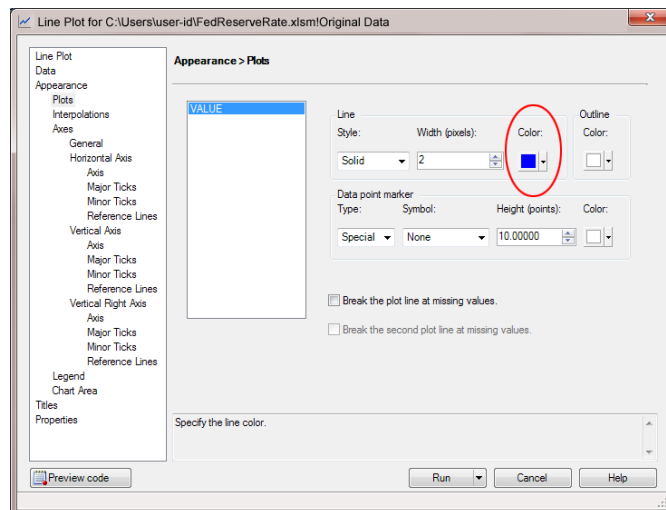 Line Plot for C:\Users\user-id\FedReserveRate.xlsm!Original Data
Line Plot
Data
Appearance
Plots
Interpolations
Axes
General
Horizontal Axis
Axis
Major Ticks
Minor Ticks
Reference Lines
Vertical Axis
Axis
Major Ticks
Minor Ticks
Reference Lines
Vertical Right Axis
Axis
Major Ticks
Minor Ticks
Reference Lines
Legend
Chart Area
Titles
Properties
Appearance > Plots
VALUE
Line
Style: Width (pixels): Color:
Solid 2
Outline
Color:
Data point marker
Type: Symbol: Height (points): Color:
Special None 10.00000
Break the plot line at missing values.
Break the second plot line at missing values.
Specify the line color.
Preview code Run Cancel Help